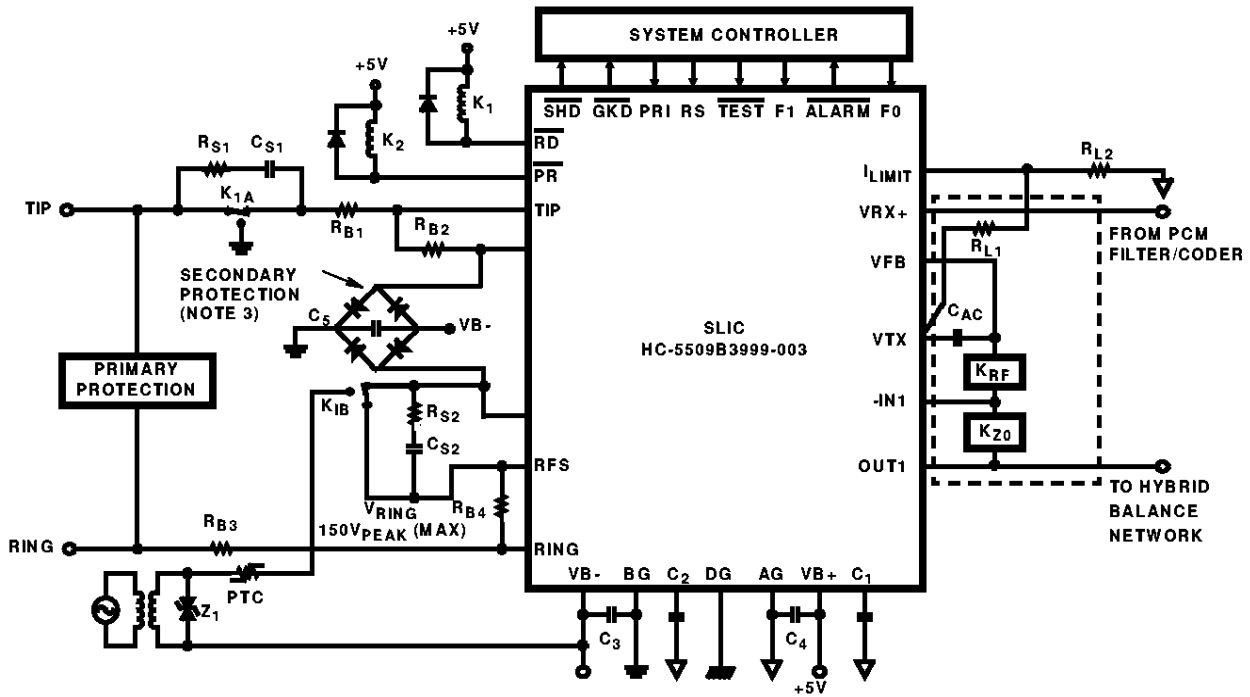 SYSTEM CONTROLLER
+5V
+5V
K1
K2
SHD GKD PRI RS TEST F1 ALARM F0
RD
PR
RS1 CS1
K1A
TIP
RB1
TIP
RB2
ILIMIT
RL2
VRX+
FROM PCM
FILTER/CODER
RL1
VFB
SECONDARY
PROTECTION
(NOTE 3)
C5
VB-
SLIC
HC-5509B3999-003
CAC
VTX
KRF
-IN1
KZ0
OUT1
TO HYBRID
BALANCE
NETWORK
PRIMARY
PROTECTION
KIB
RS2
CS2
RFS
VRING
150VPEAK (MAX)
RB4
RB3
RING
RING
PTC
Z1
VB- BG C2 DG AG VB+ C1
C3
C4
+5V